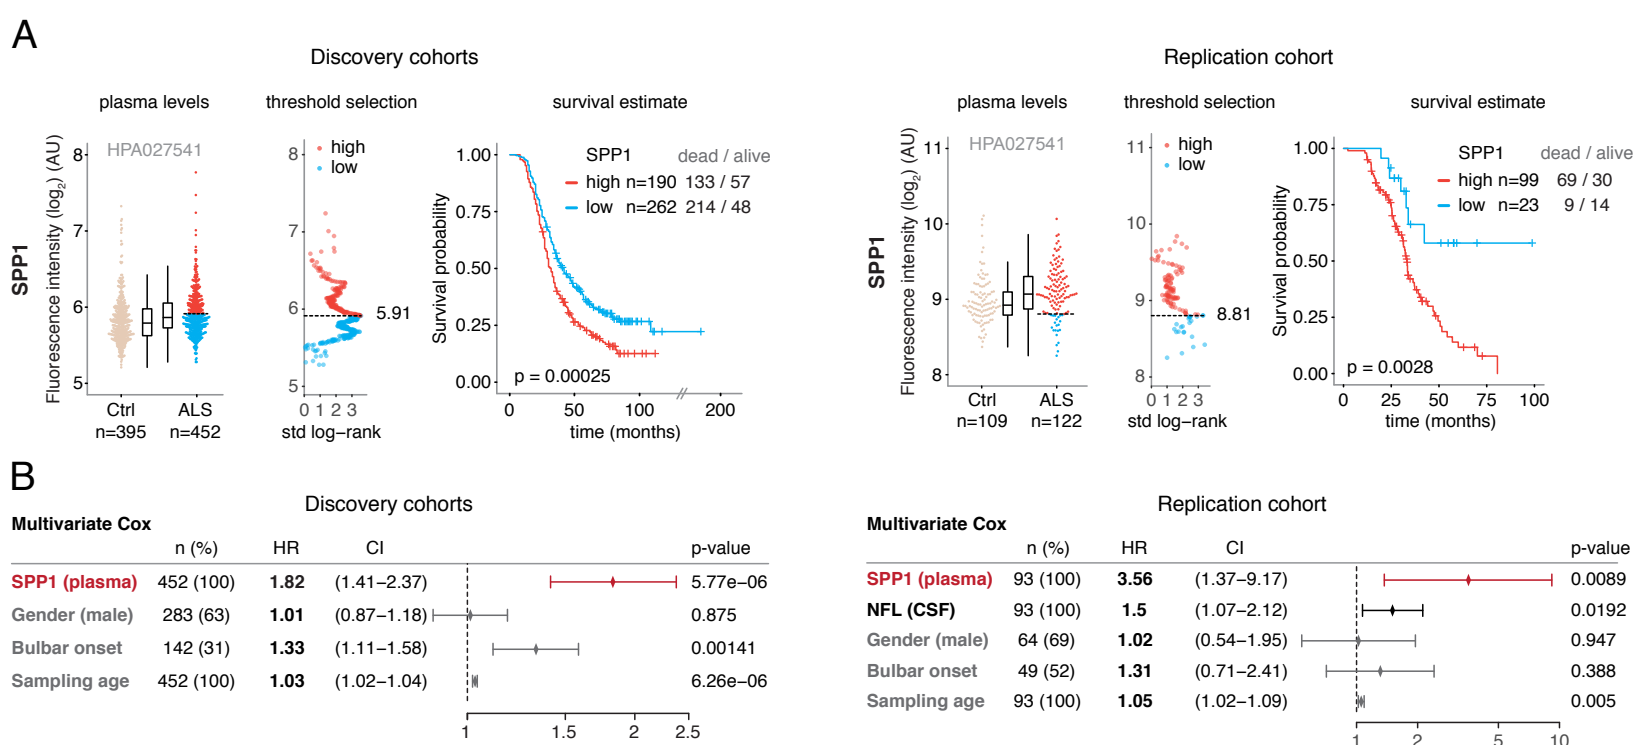 A
Discovery cohorts
plasma levels
threshold selection
survival estimate
SPP1
Fluorescence intensity (log2) (AU)
HPA027541
8
7
6
5
Ctrl
n=395
ALS
n=452
8
7
6
5
high
low
5.91
0 1 2 3
std log−rank
Survival probability
1.00
0.75
0.50
0.25
0.00
SPP1 dead / alive
high n=190 133 / 57
low n=262 214 / 48
p = 0.00025
0 50 100 200
time (months)
Replication cohort
plasma levels
threshold selection
survival estimate
SPP1
Fluorescence intensity (log2) (AU)
HPA027541
11
10
9
8
Ctrl
n=109
ALS
n=122
11
10
9
8
high
low
8.81
0 1 2 3
std log−rank
Survival probability
1.00
0.75
0.50
0.25
0.00
SPP1 dead / alive
high n=99 69 / 30
low n=23 9 / 14
p = 0.0028
0 25 50 75 100
time (months)
B
Discovery cohorts
Multivariate Cox
n (%) HR CI p-value
SPP1 (plasma) 452 (100) 1.82 (1.41−2.37) 5.77e−06
Gender (male) 283 (63) 1.01 (0.87−1.18) 0.875
Bulbar onset 142 (31) 1.33 (1.11−1.58) 0.00141
Sampling age 452 (100) 1.03 (1.02−1.04) 6.26e−06
1 1.5 2 2.5
Replication cohort
Multivariate Cox
n (%) HR CI p-value
SPP1 (plasma) 93 (100) 3.56 (1.37−9.17) 0.0089
NFL (CSF) 93 (100) 1.5 (1.07−2.12) 0.0192
Gender (male) 64 (69) 1.02 (0.54−1.95) 0.947
Bulbar onset 49 (52) 1.31 (0.71−2.41) 0.388
Sampling age 93 (100) 1.05 (1.02−1.09) 0.005
1 2 5 10